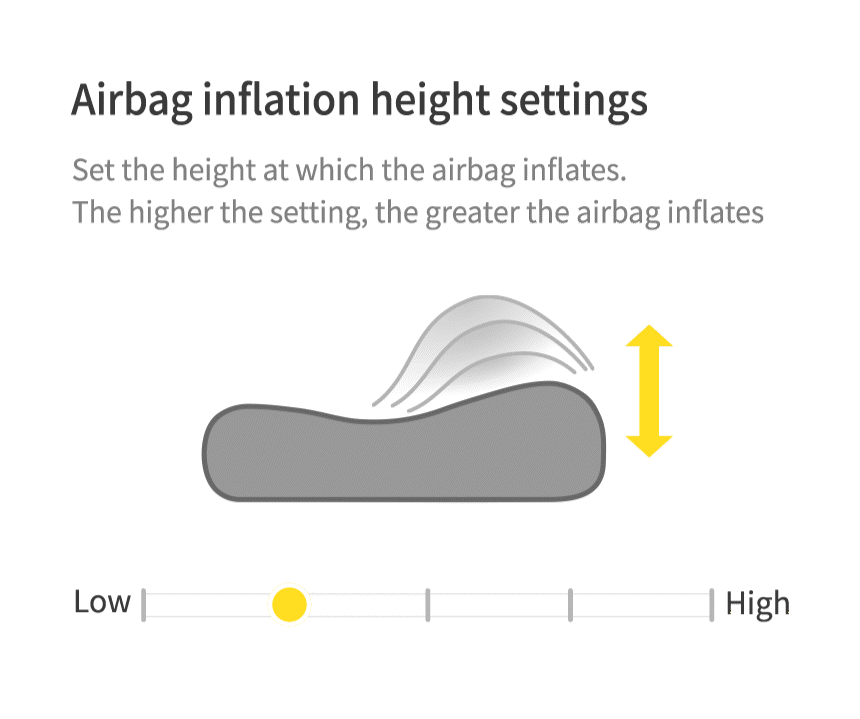 Airbag inflation height settings
Set the height at which the airbag inflates.
The higher the setting, the greater the airbag inflates
Low
High